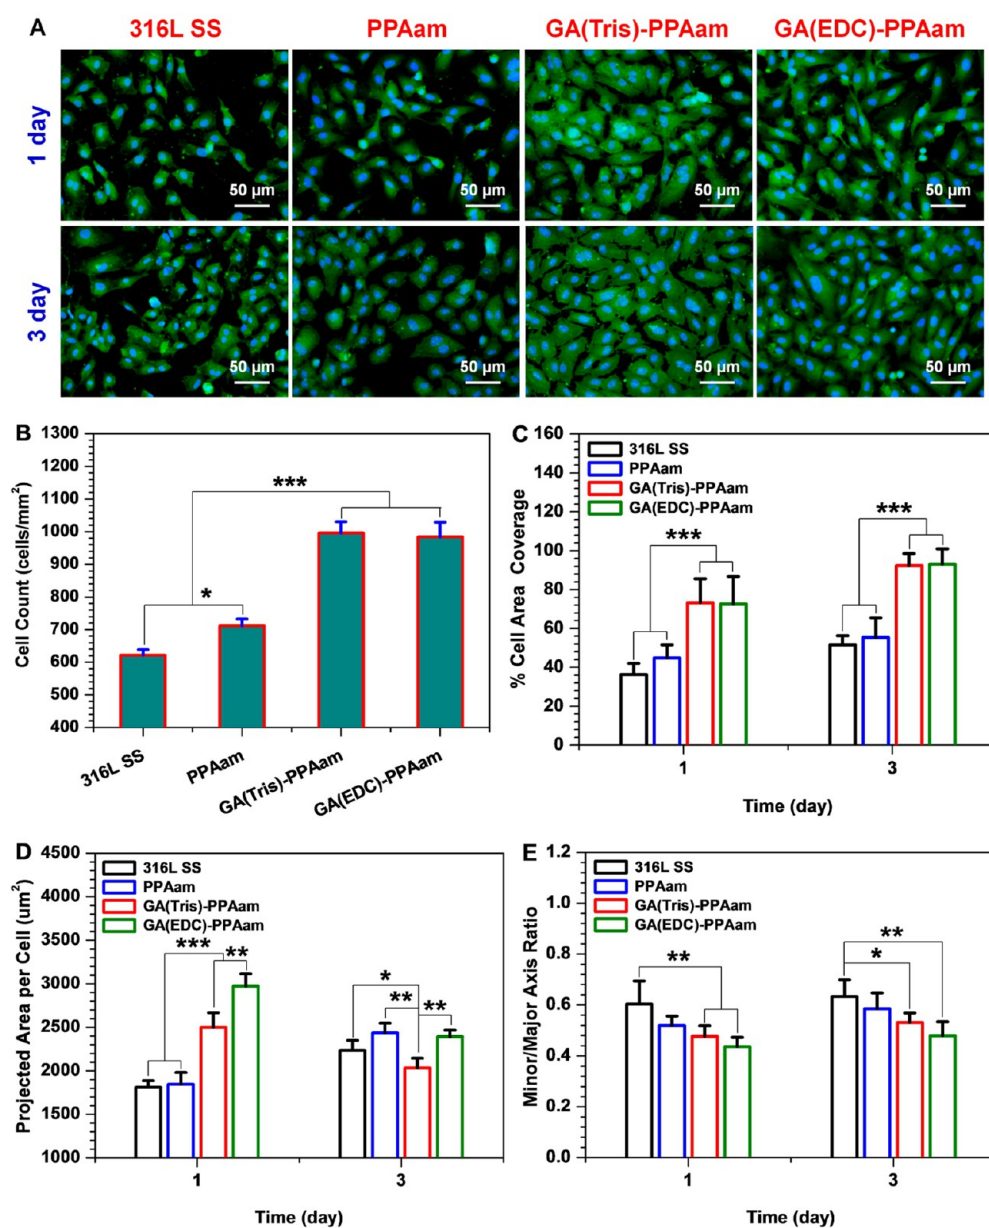 A
316L SS
PPAam
GA(Tris)-PPAam
GA(EDC)-PPAam
1 day
50 µm
50 µm
50 µm
50 µm
3 day
50 µm
50 µm
50 µm
50 µm
B
1300
1200
1100
1000
900
800
700
600
500
400
Cell Count (cells/mm²)
***
*
316L SS
PPAam
GA(Tris)-PPAam
GA(EDC)-PPAam
C
160
140
120
100
80
60
40
20
0
% Cell Area Coverage
316L SS
PPAam
GA(Tris)-PPAam
GA(EDC)-PPAam
***
***
1
3
Time (day)
D
4500
4000
3500
3000
2500
2000
1500
1000
Projected Area per Cell (um²)
316L SS
PPAam
GA(Tris)-PPAam
GA(EDC)-PPAam
***
**
*
**
**
1
3
Time (day)
E
1.2
1.0
0.8
0.6
0.4
0.2
0.0
Minor/Major Axis Ratio
316L SS
PPAam
GA(Tris)-PPAam
GA(EDC)-PPAam
**
**
*
1
3
Time (day)